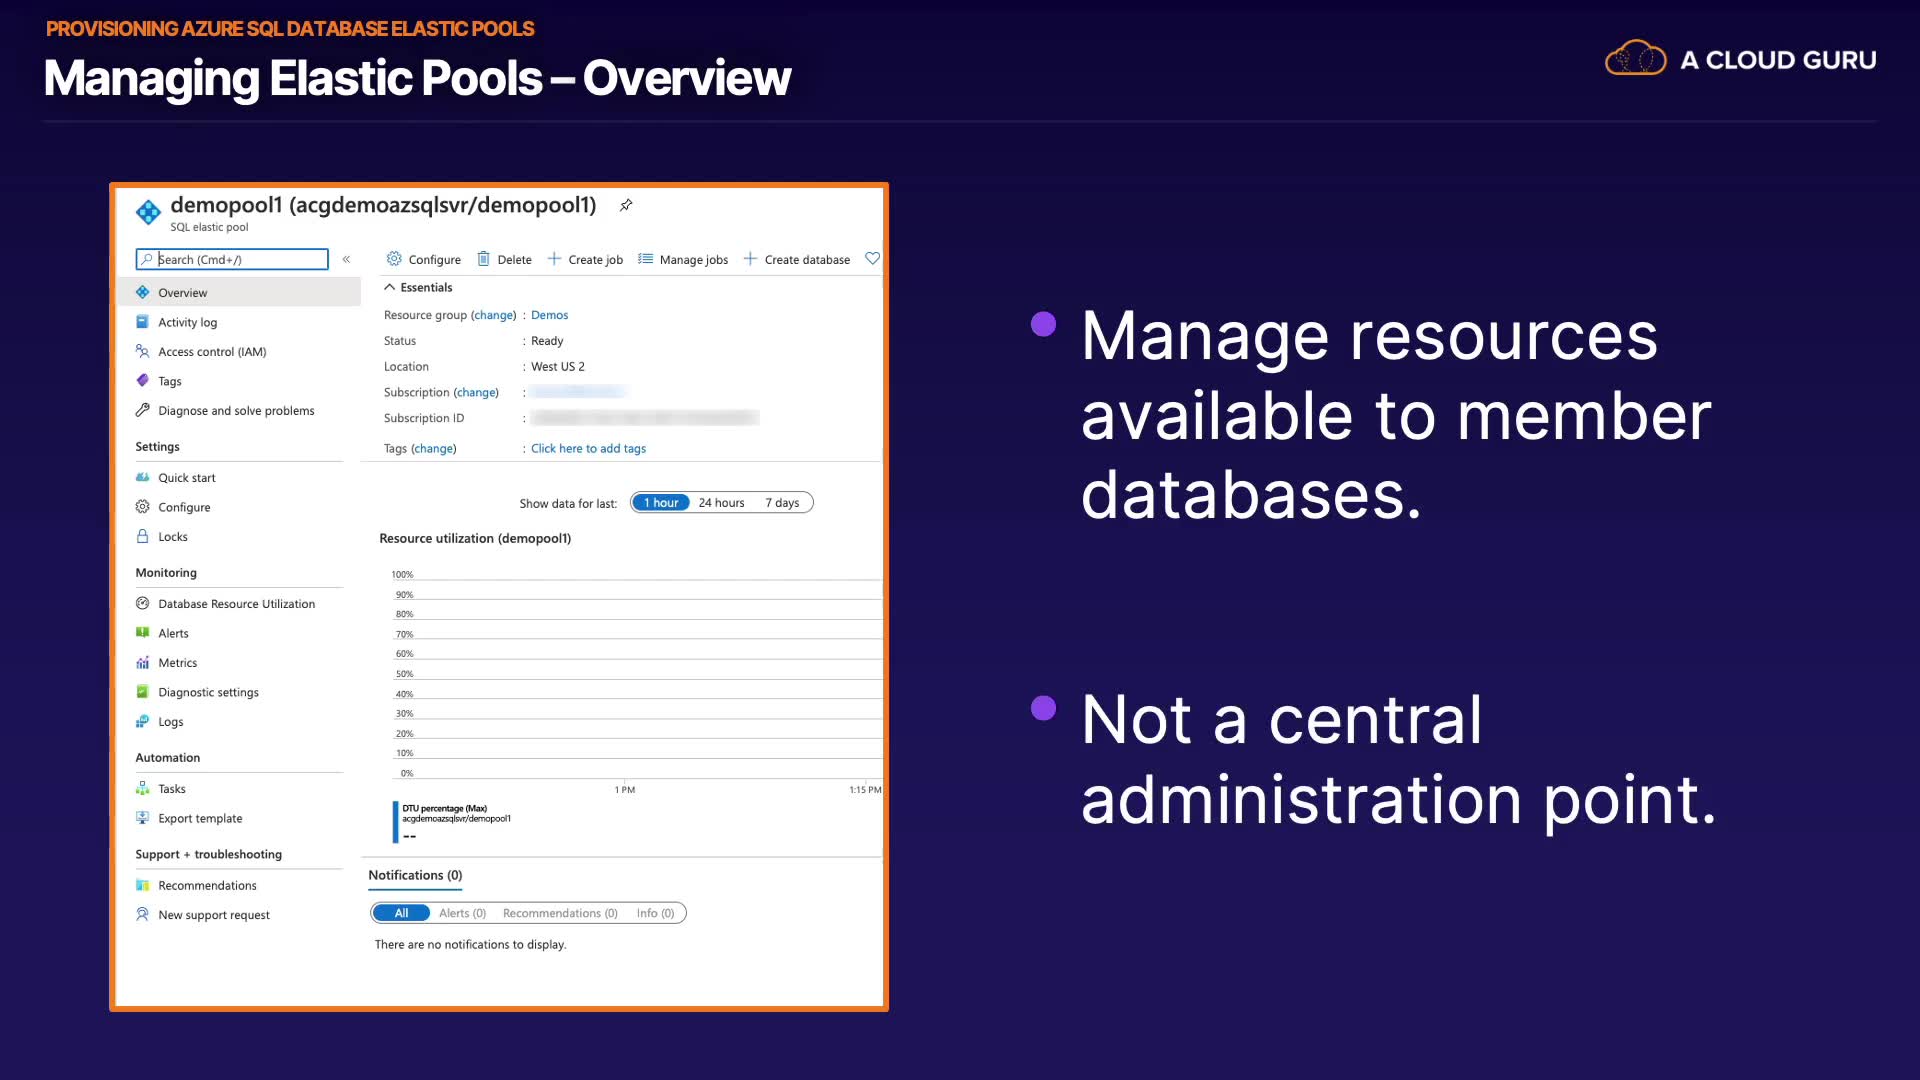 PROVISIONING AZURE SQL DATABASE ELASTIC POOLS
Managing Elastic Pools – Overview
A CLOUD GURU
demopool1 (acgdemoazsqlsvr/demopool1)
SQL elastic pool
Search (Cmd+/)
«
Overview
Activity log
Access control (IAM)
Tags
Diagnose and solve problems
Settings
Quick start
Configure
Locks
Monitoring
Database Resource Utilization
Alerts
Metrics
Diagnostic settings
Logs
Automation
Tasks
Export template
Support + troubleshooting
Recommendations
New support request
Configure Delete Create job Manage jobs Create database
Essentials
Resource group (change) : Demos
Status : Ready
Location : West US 2
Subscription (change) :
Subscription ID :
Tags (change) : Click here to add tags
Show data for last: 1 hour 24 hours 7 days
Resource utilization (demopool1)
100%
90%
80%
70%
60%
50%
40%
30%
20%
10%
0%
1 PM 1:15 PM
DTU percentage (Max)
acgdemoazsqlsvr/demopool1
--
Notifications (0)
All Alerts (0) Recommendations (0) Info (0)
There are no notifications to display.
Manage resources
available to member
databases.
Not a central
administration point.